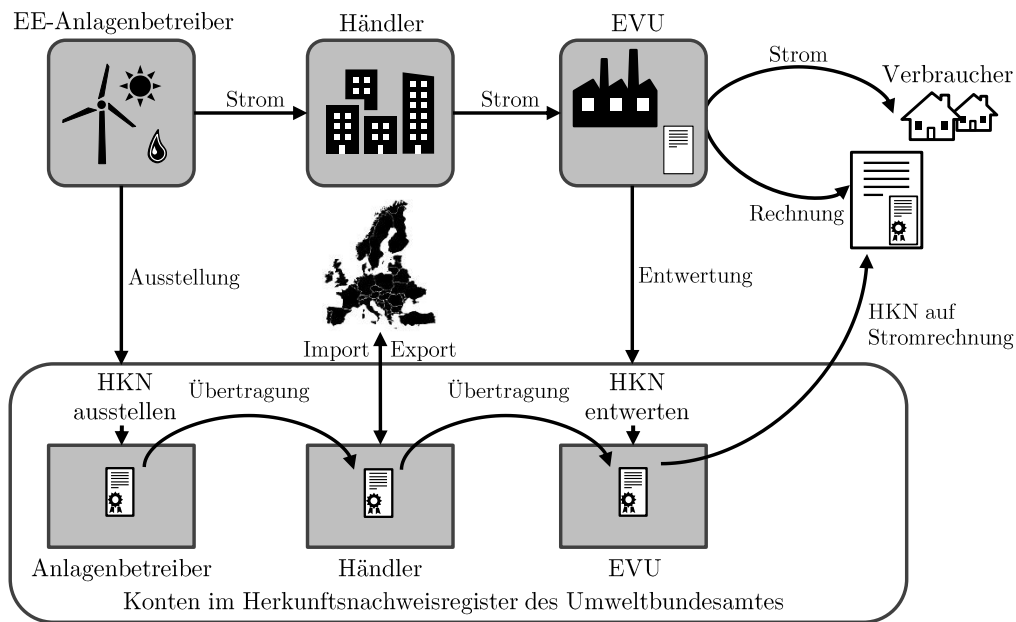 EE-Anlagenbetreiber
Händler
EVU
Strom
Strom
Strom
Verbraucher
Rechnung
Ausstellung
Entwertung
HKN auf
Stromrechnung
Import
Export
HKN
ausstellen
Übertragung
Übertragung
HKN
entwerten
Anlagenbetreiber
Händler
EVU
Konten im Herkunftsnachweisregister des Umweltbundesamtes